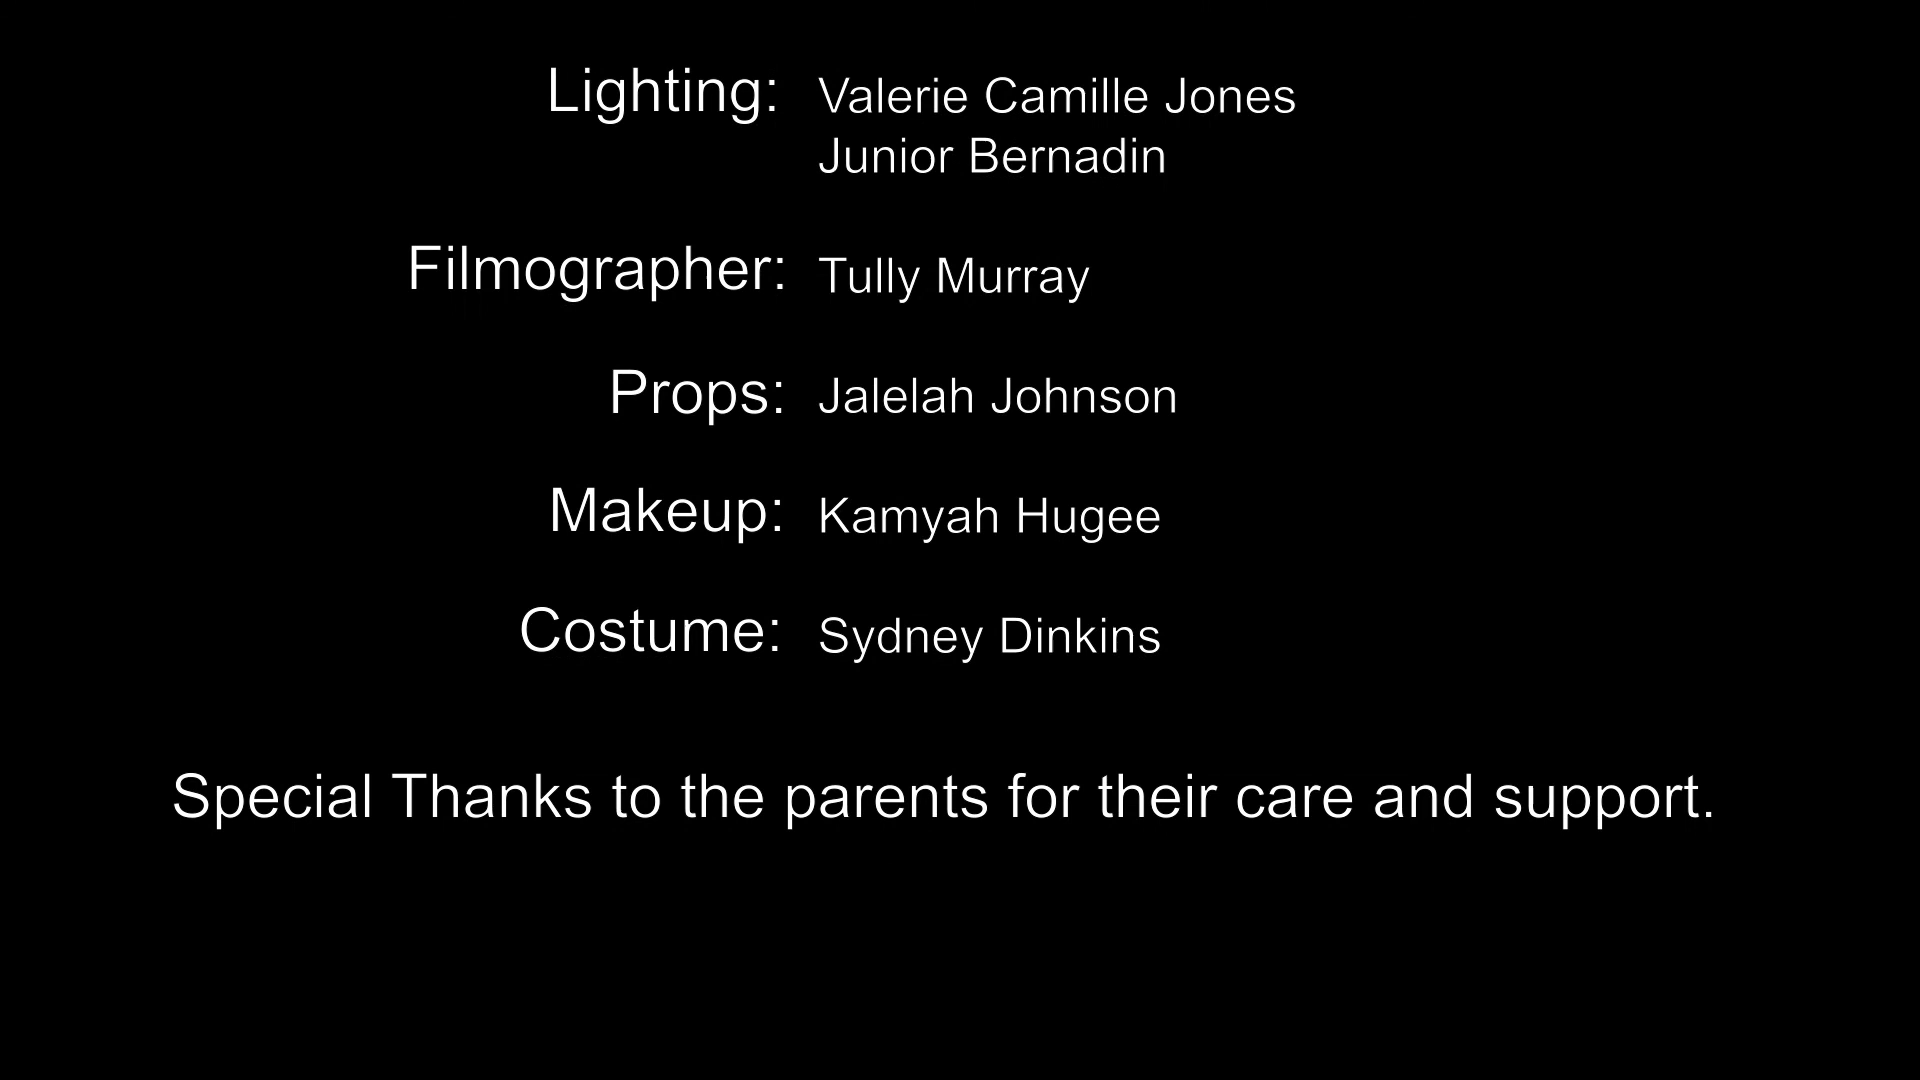 Lighting: Valerie Camille Jones
Junior Bernadin
Filmographer: Tully Murray
Props: Jalelah Johnson
Makeup: Kamyah Hugee
Costume: Sydney Dinkins
Special Thanks to the parents for their care and support.